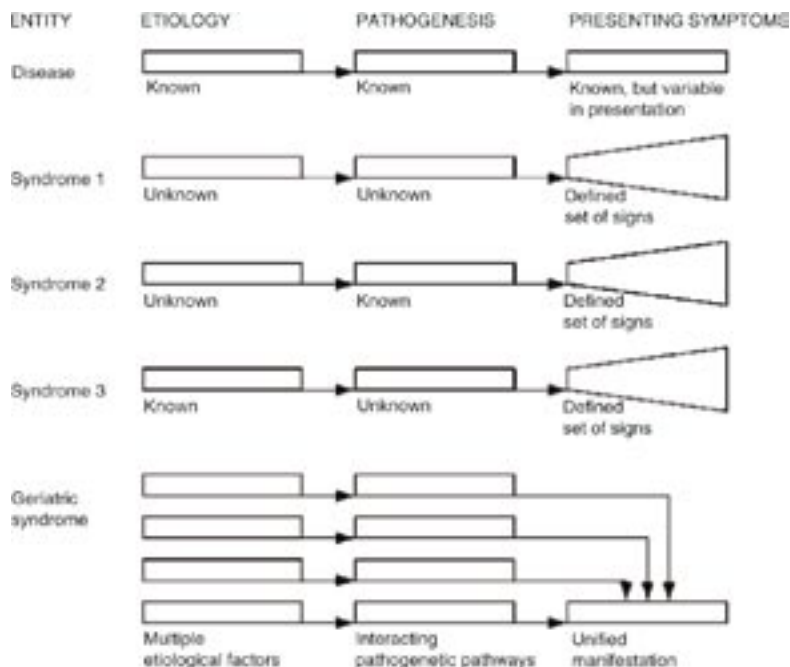 ENTITY ETIOLOGY PATHOGENESIS PRESENTING SYMPTOMS
Disease
Known Known Known, but variable
in presentation
Syndrome 1
Unknown Unknown Defined
set of signs
Syndrome 2
Unknown Known Defined
set of signs
Syndrome 3
Known Unknown Defined
set of signs
Geriatric
syndrome
Multiple Interacting Unified
etiological factors pathogenetic pathways manifestation